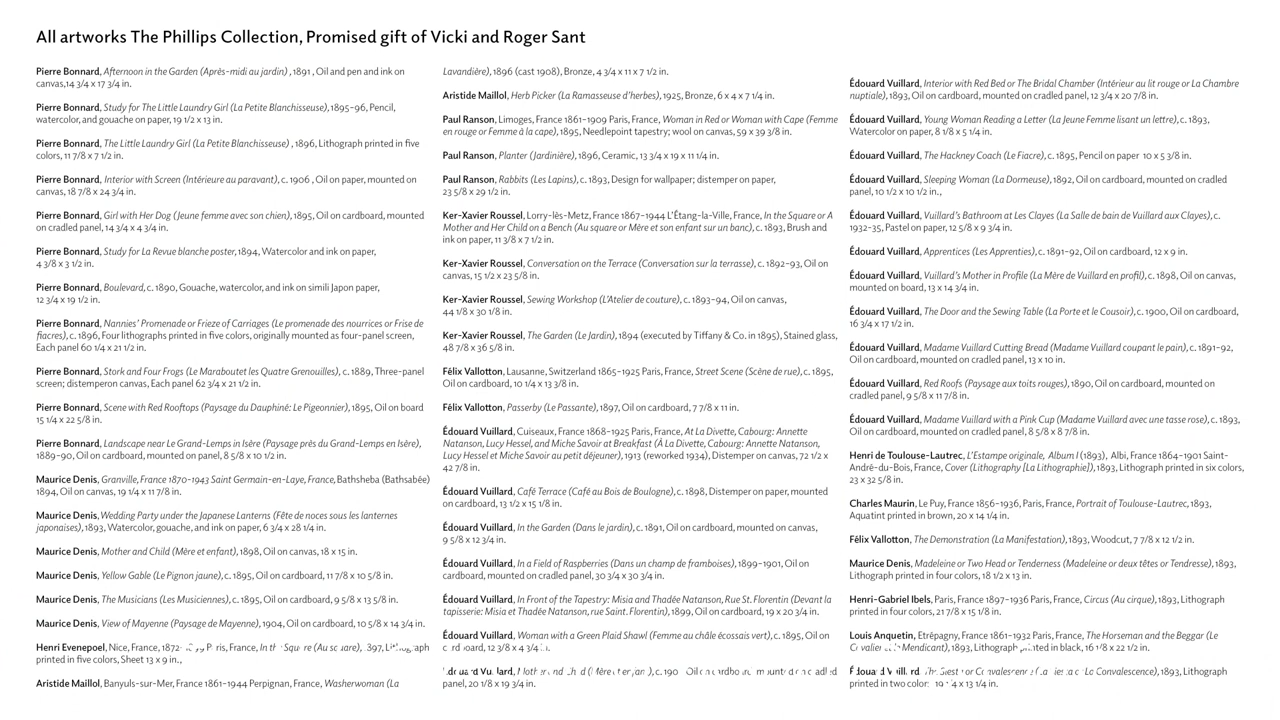 All artworks The Phillips Collection, Promised gift of Vicki and Roger Sant
Pierre Bonnard, Afternoon in the Garden (Après-midi au jardin) , 1891 , Oil and pen and ink on
canvas,14 3/4 x 17 3/4 in.
Pierre Bonnard, Study for The Little Laundry Girl (La Petite Blanchisseuse), 1895-96, Pencil,
watercolor, and gouache on paper, 19 1/2 x 13 in.
Pierre Bonnard, The Little Laundry Girl (La Petite Blanchisseuse) , 1896, Lithograph printed in five
colors, 11 7/8 x 7 1/2 in.
Pierre Bonnard, Interior with Screen (Intérieure au paravant), c. 1906 , Oil on paper, mounted on
canvas, 18 7/8 x 24 3/4 in.
Pierre Bonnard, Girl with Her Dog (Jeune femme avec son chien), 1895, Oil on cardboard, mounted
on cradled panel, 14 3/4 x 4 3/4 in.
Pierre Bonnard, Study for La Revue blanche poster, 1894, Watercolor and ink on paper,
4 3/8 x 3 1/2 in.
Pierre Bonnard, Boulevard, c. 1890, Gouache, watercolor, and ink on simili Japon paper,
12 3/4 x 19 1/2 in.
Pierre Bonnard, Nannies' Promenade or Frieze of Carriages (Le promenade des nourrices or Frise de
fiacres), c. 1896, Four lithographs printed in five colors, originally mounted as four-panel screen,
Each panel 60 1/4 x 21 1/2 in.
Pierre Bonnard, Stork and Four Frogs (Le Maraboutet les Quatre Grenouilles), c. 1889, Three-panel
screen; distemperon canvas, Each panel 62 3/4 x 21 1/2 in.
Pierre Bonnard, Scene with Red Rooftops (Paysage du Dauphiné: Le Pigeonnier), 1895, Oil on board
15 1/4 x 22 5/8 in.
Pierre Bonnard, Landscape near Le Grand-Lemps in Isère (Paysage près du Grand-Lemps en Isère),
1889-90, Oil on cardboard, mounted on panel, 8 5/8 x 10 1/2 in.
Maurice Denis, Granville, France 1870-1943 Saint Germain-en-Laye, France, Bathsheba (Bathsabée)
1894, Oil on canvas, 19 1/4 x 11 7/8 in.
Maurice Denis, Wedding Party under the Japanese Lanterns (Fête de noces sous les lanternes
japonaises), 1893, Watercolor, gouache, and ink on paper, 6 3/4 x 28 1/4 in.
Maurice Denis, Mother and Child (Mère et enfant), 1898, Oil on canvas, 18 x 15 in.
Maurice Denis, Yellow Gable (Le Pignon jaune), c. 1895, Oil on cardboard, 11 7/8 x 10 5/8 in.
Maurice Denis, The Musicians (Les Musiciennes), c. 1895, Oil on cardboard, 9 5/8 x 13 5/8 in.
Maurice Denis, View of Mayenne (Paysage de Mayenne), 1904, Oil on cardboard, 10 5/8 x 14 3/4 in.
Henri Evenepoel, Nice, France, 1872- Paris, France, In the Square (Au square),
printed in five colors, Sheet 13 x 9 in.,
Aristide Maillol, Banyuls-sur-Mer, France 1861-1944 Perpignan, France, Washerwoman (La
Lavandière), 1896 (cast 1908), Bronze, 4 3/4 x 11 x 7 1/2 in.
Aristide Maillol, Herb Picker (La Ramasseuse d'herbes), 1925, Bronze, 6 x 4 x 7 1/4 in.
Paul Ranson, Limoges, France 1861-1909 Paris, France, Woman in Red or Woman with Cape (Femme
en rouge or Femme à la cape), 1895, Needlepoint tapestry; wool on canvas, 59 x 39 3/8 in.
Paul Ranson, Planter (Jardinière), 1896, Ceramic, 13 3/4 x 19 x 11 1/4 in.
Paul Ranson, Rabbits (Les Lapins), c. 1893, Design for wallpaper; distemper on paper,
23 5/8 x 29 1/2 in.
Ker-Xavier Roussel, Lorry-lès-Metz, France 1867-1944 L'Étang-la-Ville, France, In the Square or A
Mother and Her Child on a Bench (Au square or Mère et son enfant sur un banc), c. 1893, Brush and
ink on paper, 11 3/8 x 7 1/2 in.
Ker-Xavier Roussel, Conversation on the Terrace (Conversation sur la terrasse), c. 1892-93, Oil on
canvas, 15 1/2 x 23 5/8 in.
Ker-Xavier Roussel, Sewing Workshop (L'Atelier de couture), c. 1893-94, Oil on canvas,
44 1/8 x 30 1/8 in.
Ker-Xavier Roussel, The Garden (Le Jardin), 1894 (executed by Tiffany & Co. in 1895), Stained glass,
48 7/8 x 36 5/8 in.
Félix Vallotton, Lausanne, Switzerland 1865-1925 Paris, France, Street Scene (Scène de rue), c. 1895,
Oil on cardboard, 10 1/4 x 13 3/8 in.
Félix Vallotton, Passerby (Le Passante), 1897, Oil on cardboard, 7 7/8 x 11 in.
Édouard Vuillard, Cuiseaux, France 1868-1925 Paris, France, At La Divette, Cabourg: Annette
Natanson, Lucy Hessel, and Miche Savoir at Breakfast (À La Divette, Cabourg: Annette Natanson,
Lucy Hessel et Miche Savoir au petit déjeuner), 1913 (reworked 1934), Distemper on canvas, 72 1/2 x
42 7/8 in.
Édouard Vuillard, Café Terrace (Café au Bois de Boulogne), c. 1898, Distemper on paper, mounted
on cardboard, 13 1/2 x 15 1/8 in.
Édouard Vuillard, In the Garden (Dans le jardin), c. 1891, Oil on cardboard, mounted on canvas,
9 5/8 x 12 3/4 in.
Édouard Vuillard, In a Field of Raspberries (Dans un champ de framboises), 1899-1901, Oil on
cardboard, mounted on cradled panel, 30 3/4 x 30 3/4 in.
Édouard Vuillard, In Front of the Tapestry: Misia and Thadée Natanson, Rue St. Florentin (Devant la
tapisserie: Misia et Thadée Natanson, rue Saint. Florentin), 1899, Oil on cardboard, 19 x 20 3/4 in.
Édouard Vuillard, Woman with a Green Plaid Shawl (Femme au châle écossais vert), c. 1895, Oil on
cardboard, 12 3/8 x 4 3/4 in.
Édouard Vuillard, Mother and Child (Mère et enfant), Oil on cardboard, mounted on cradled
panel, 20 1/8 x 19 3/4 in.
Édouard Vuillard, Interior with Red Bed or The Bridal Chamber (Intérieur au lit rouge or La Chambre
nuptiale), 1893, Oil on cardboard, mounted on cradled panel, 12 3/4 x 20 7/8 in.
Édouard Vuillard, Young Woman Reading a Letter (La Jeune Femme lisant un lettre), c. 1893,
Watercolor on paper, 8 1/8 x 5 1/4 in.
Édouard Vuillard, The Hackney Coach (Le Fiacre), c. 1895, Pencil on paper 10 x 5 3/8 in.
Édouard Vuillard, Sleeping Woman (La Dormeuse), 1892, Oil on cardboard, mounted on cradled
panel, 10 1/2 x 10 1/2 in.,
Édouard Vuillard, Vuillard's Bathroom at Les Clayes (La Salle de bain de Vuillard aux Clayes), c.
1932-35, Pastel on paper, 12 5/8 x 9 3/4 in.
Édouard Vuillard, Apprentices (Les Apprenties), c. 1891-92, Oil on cardboard, 12 x 9 in.
Édouard Vuillard, Vuillard's Mother in Profile (La Mère de Vuillard en profil), c. 1898, Oil on canvas,
mounted on board, 13 x 14 3/4 in.
Édouard Vuillard, The Door and the Sewing Table (La Porte et le Cousoir), c. 1900, Oil on cardboard,
16 3/4 x 17 1/2 in.
Édouard Vuillard, Madame Vuillard Cutting Bread (Madame Vuillard coupant le pain), c. 1891-92,
Oil on cardboard, mounted on cradled panel, 13 x 10 in.
Édouard Vuillard, Red Roofs (Paysage aux toits rouges), 1890, Oil on cardboard, mounted on
cradled panel, 9 5/8 x 11 7/8 in.
Édouard Vuillard, Madame Vuillard with a Pink Cup (Madame Vuillard avec une tasse rose), c. 1893,
Oil on cardboard, mounted on cradled panel, 8 5/8 x 8 7/8 in.
Henri de Toulouse-Lautrec, L'Éstampe originale, Album I (1893), Albi, France 1864-1901 Saint-
André-du-Bois, France, Cover (Lithography [La Lithographie]), 1893, Lithograph printed in six colors,
23 x 32 5/8 in.
Charles Maurin, Le Puy, France 1856-1936, Paris, France, Portrait of Toulouse-Lautrec, 1893,
Aquatint printed in brown, 20 x 14 1/4 in.
Félix Vallotton, The Demonstration (La Manifestation), 1893, Woodcut, 7 7/8 x 12 1/2 in.
Maurice Denis, Madeleine or Two Head or Tenderness (Madeleine or deux têtes or Tendresse), 1893,
Lithograph printed in four colors, 18 1/2 x 13 in.
Henri-Gabriel Ibels, Paris, France 1897-1936 Paris, France, Circus (Au cirque), 1893, Lithograph
printed in four colors, 21 7/8 x 15 1/8 in.
Louis Anquetin, Etrépagny, France 1861-1932 Paris, France, The Horseman and the Beggar (Le
Cavalier Mendicant), 1893, Lithograph printed in black, 16 1/8 x 22 1/2 in.
Édouard Vuillard, The Siesta or Convalescence (La Convalescence), 1893, Lithograph
printed in two color x 13 1/4 in.